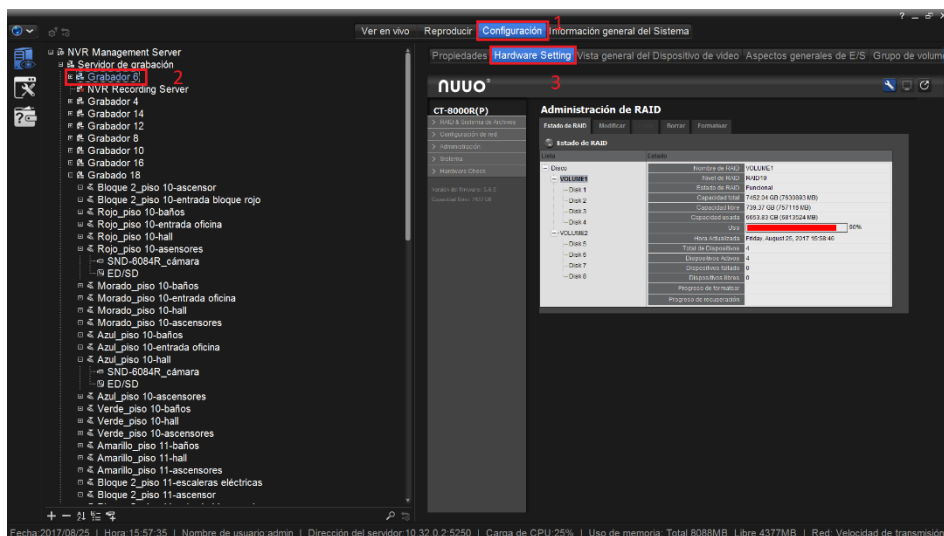 ? _
1
Ver en vivo Reproducir Configuración Información general del Sistema
NVR Management Server
Servidor de grabación
Grabador 6
2
NVR Recording Server
Grabador 4
Grabador 14
Grabador 12
Grabador 8
Grabador 10
Grabador 16
Grabado 18
Bloque 2_piso 10-ascensor
Bloque 2_piso 10-entrada bloque rojo
Rojo_piso 10-baños
Rojo_piso 10-entrada oficina
Rojo_piso 10-hall
Rojo_piso 10-asensores
SND-6084R_cámara
ED/SD
Morado_piso 10-baños
Morado_piso 10-entrada oficina
Morado_piso 10-hall
Morado_piso 10-ascensores
Azul_piso 10-baños
Azul_piso 10-entrada oficina
Azul_piso 10-hall
SND-6084R_cámara
ED/SD
Azul_piso 10-ascensores
Verde_piso 10-baños
Verde_piso 10-hall
Verde_piso 10-ascensores
Amarillo_piso 11-baños
Amarillo_piso 11-hall
Amarillo_piso 11-ascensores
Bloque 2_piso 11-escaleras eléctricas
Bloque 2_piso 11-ascensor
Propiedades Hardware Setting Vista general del Dispositivo de video Aspectos generales de E/S Grupo de volume
3
NUUO
CT-8000R(P)
> RAID & Sistema de Archivos
> Configuración de red
> Administración
> Sistema
> Hardware Check
Administración de RAID
Estado de RAID Modificar Borrar Formatear
Estado de RAID
Lista Estado
Disco
VOLUME1
Disk 1
Disk 2
Disk 3
Disk 4
VOLUME2
Disk 5
Disk 6
Disk 7
Disk 8
Nombre de RAID VOLUME1
Nivel de RAID RAID10
Estado de RAID Funcional
Capacidad total 7452.04 GB (7630893 MB)
Capacidad libre 739.37 GB (757116 MB)
Capacidad usada
Uso 90%
Hora Actualizada Friday, August 25, 2017 15:58:46
Total de Dispositivos 4
Dispositivos Activos 4
Dispositivos fallado 0
Dispositivos libres 0
Progreso de formatear
Progreso de recuperación
Fecha:2017/08/25 | Hora:15:57:35 | Nombre de usuario:admin | Dirección del servidor:10.32.0.2:5250 | Carga de CPU:25% | Uso de memoria: Total 8088MB Libre 4377MB | Red: Velocidad de transmisión